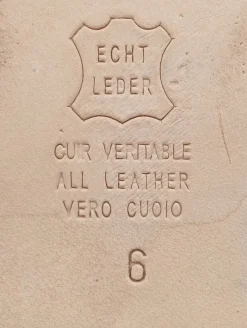 ECHT
LEDER
CUIR VERITABLE
ALL LEATHER
VERO CUOIO
6